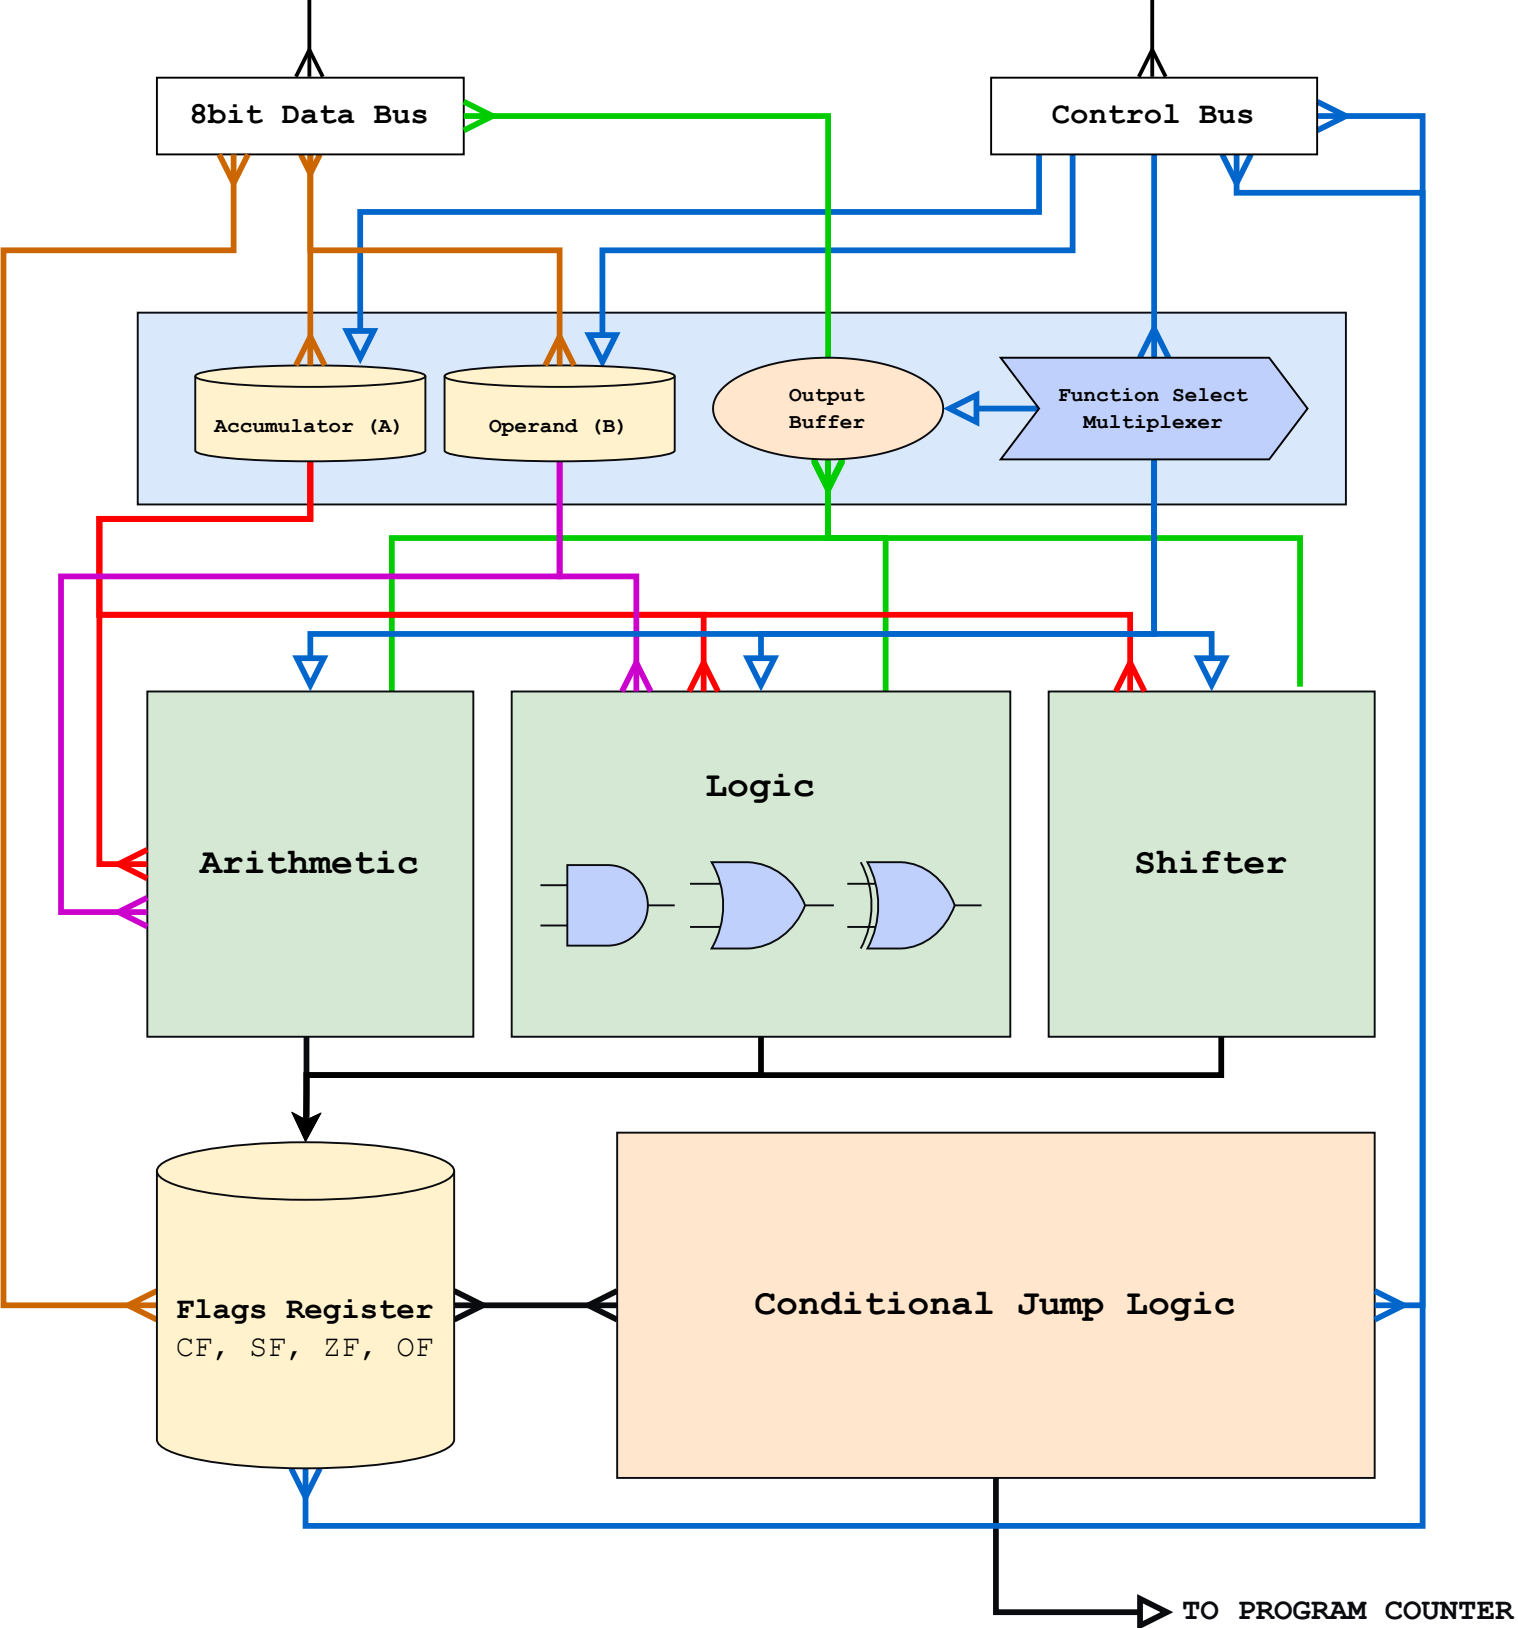 8bit Data Bus
Control Bus
Accumulator (A)
Operand (B)
Output
Buffer
Function Select
Multiplexer
Arithmetic
Logic
Shifter
Flags Register
CF, SF, ZF, OF
Conditional Jump Logic
TO PROGRAM COUNTER